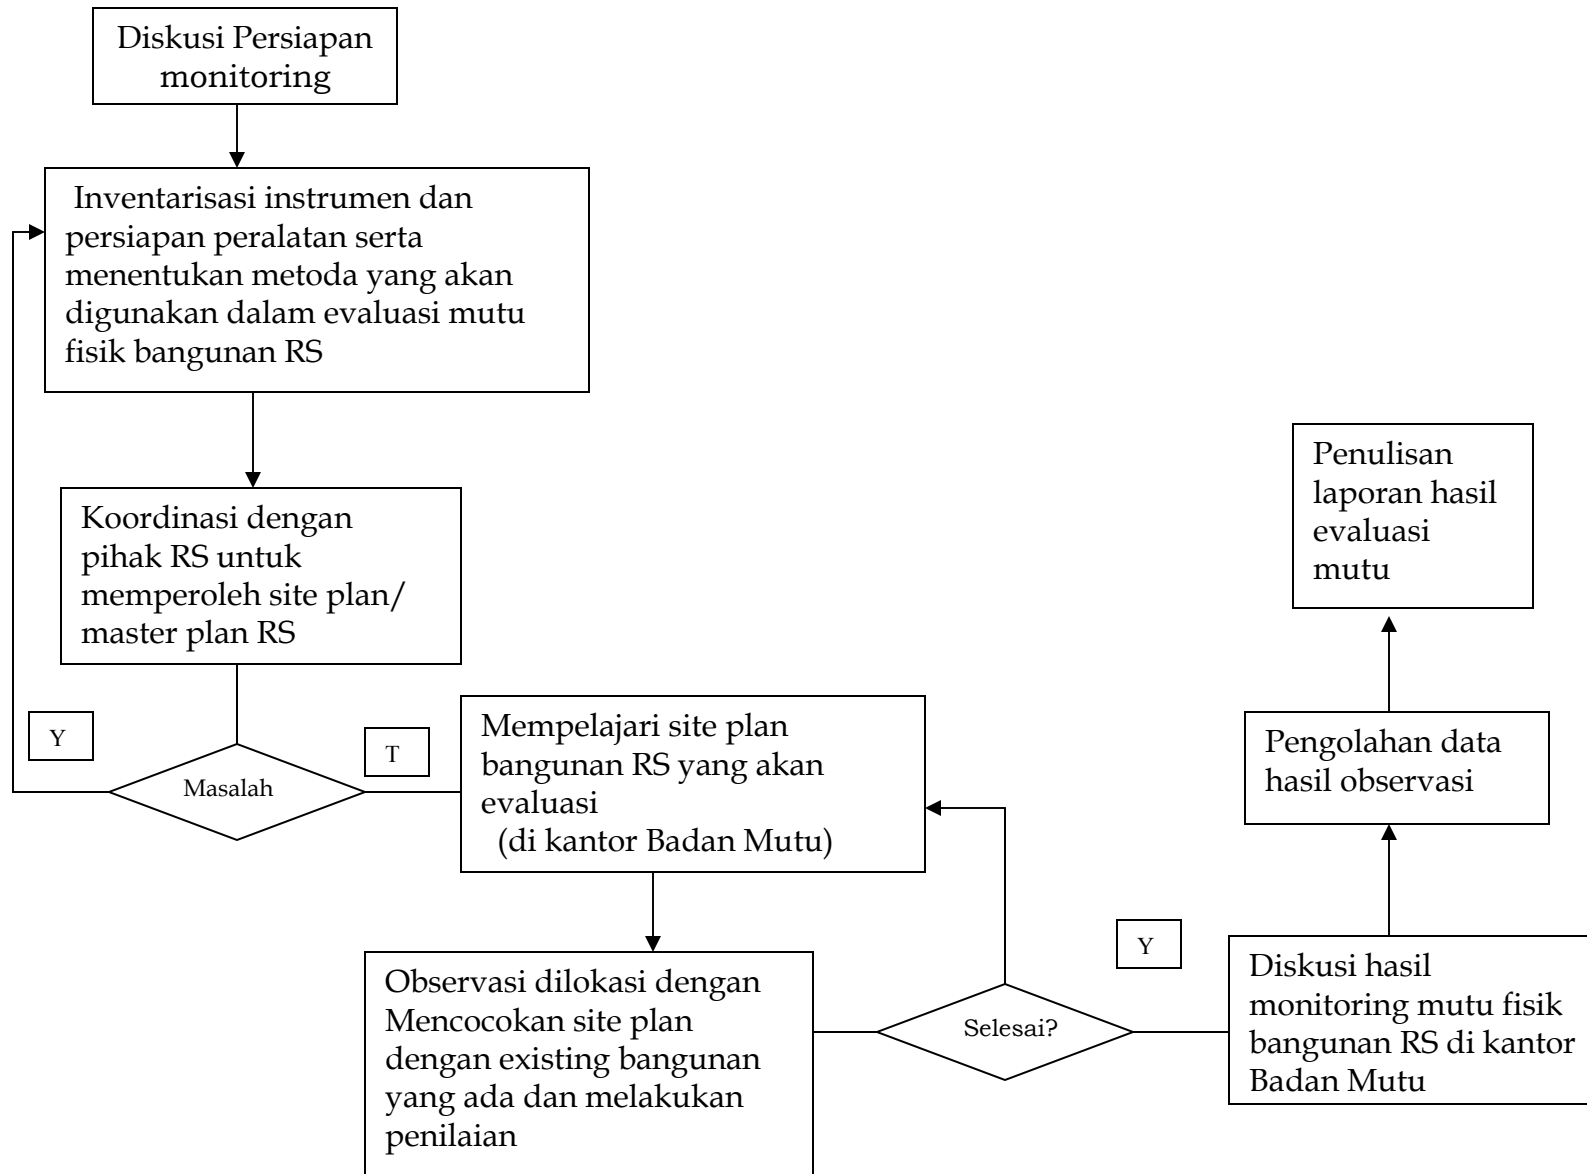 Diskusi Persiapan
monitoring
Inventarisasi instrumen dan
persiapan peralatan serta
menentukan metoda yang akan
digunakan dalam evaluasi mutu
fisik bangunan RS
Koordinasi dengan
pihak RS untuk
memperoleh site plan/
master plan RS
Y
Masalah
T
Mempelajari site plan
bangunan RS yang akan
evaluasi
(di kantor Badan Mutu)
Observasi dilokasi dengan
Mencocokan site plan
dengan existing bangunan
yang ada dan melakukan
penilaian
Selesai?
Y
Diskusi hasil
monitoring mutu fisik
bangunan RS di kantor
Badan Mutu
Pengolahan data
hasil observasi
Penulisan
laporan hasil
evaluasi
mutu